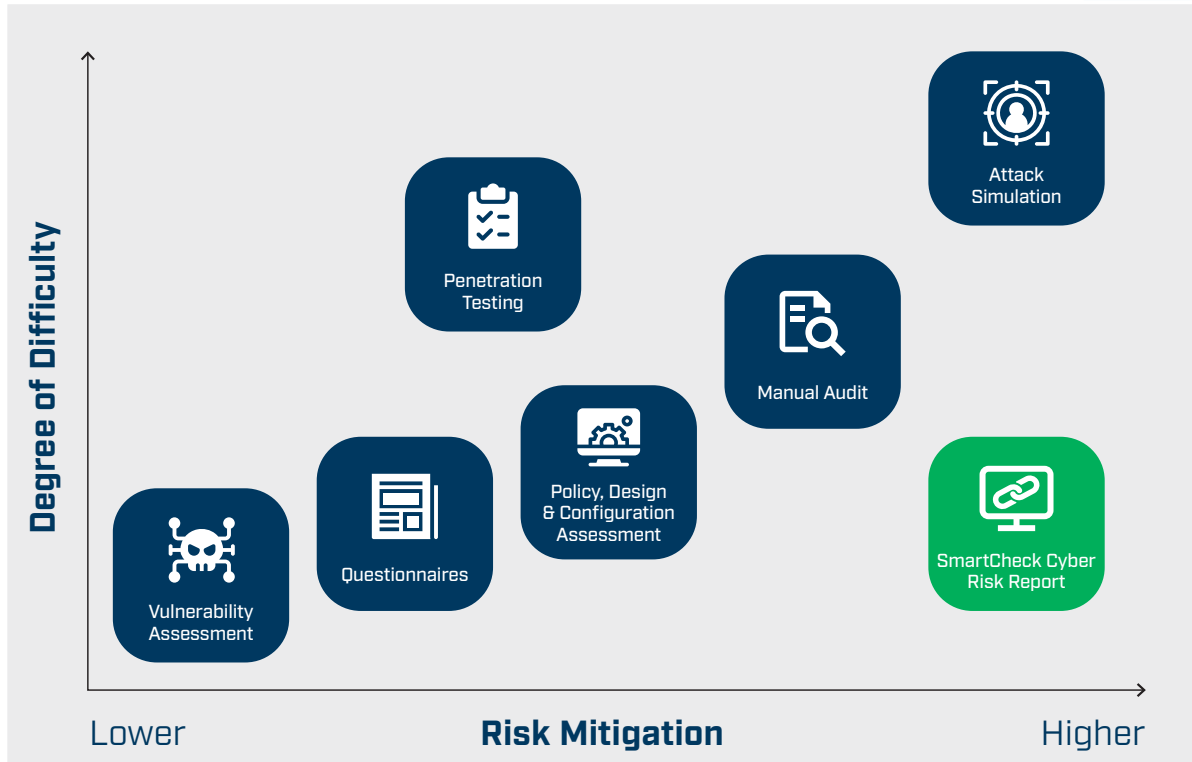 Degree of Difficulty
Attack
Simulation
Penetration
Testing
Manual Audit
Policy, Design
& Configuration
Assessment
Questionnaires
SmartCheck Cyber
Risk Report
Vulnerability
Assessment
Lower
Risk Mitigation
Higher